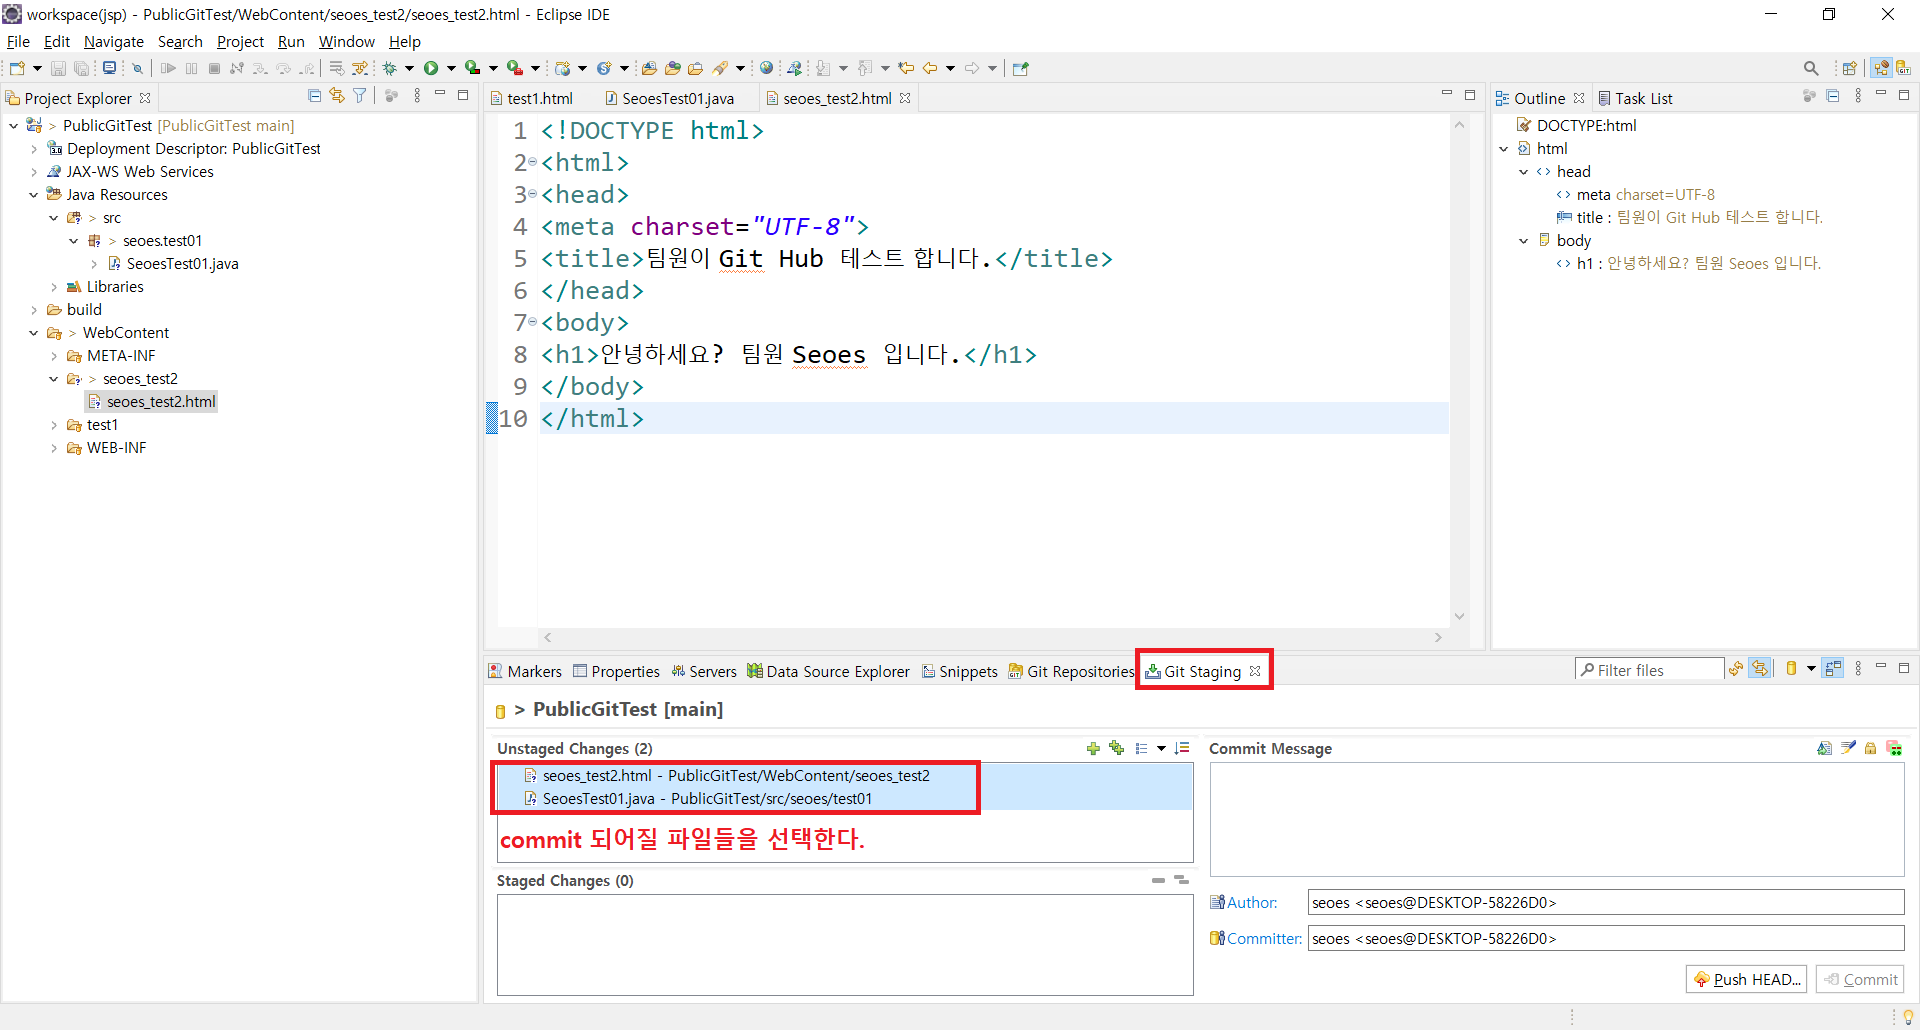 workspace(jsp) - PublicGitTest/WebContent/seoes_test2/seoes_test2.html - Eclipse IDE
File Edit Navigate Search Project Run Window Help
Project Explorer
PublicGitTest [PublicGitTest main]
Deployment Descriptor: PublicGitTest
JAX-WS Web Services
Java Resources
> src
> seoes.test01
SeoesTest01.java
Libraries
build
> WebContent
META-INF
> seoes_test2
seoes_test2.html
test1
WEB-INF
test1.html SeoesTest01.java seoes_test2.html
1 <!DOCTYPE html>
2 <html>
3 <head>
4 <meta charset="UTF-8">
5 <title>팀원이 Git Hub 테스트 합니다.</title>
6 </head>
7 <body>
8 <h1>안녕하세요? 팀원 Seoes 입니다.</h1>
9 </body>
10 </html>
Outline Task List
DOCTYPE:html
html
head
meta charset=UTF-8
title : 팀원이 Git Hub 테스트 합니다.
body
h1 : 안녕하세요? 팀원 Seoes 입니다.
Markers Properties Servers Data Source Explorer Snippets Git Repositories Git Staging
Filter files
> PublicGitTest [main]
Unstaged Changes (2)
seoes_test2.html - PublicGitTest/WebContent/seoes_test2
SeoesTest01.java - PublicGitTest/src/seoes/test01
commit 되어질 파일들을 선택한다.
Staged Changes (0)
Commit Message
Author: seoes <seoes@DESKTOP-58226D0>
Committer: seoes <seoes@DESKTOP-58226D0>
Push HEAD... Commit